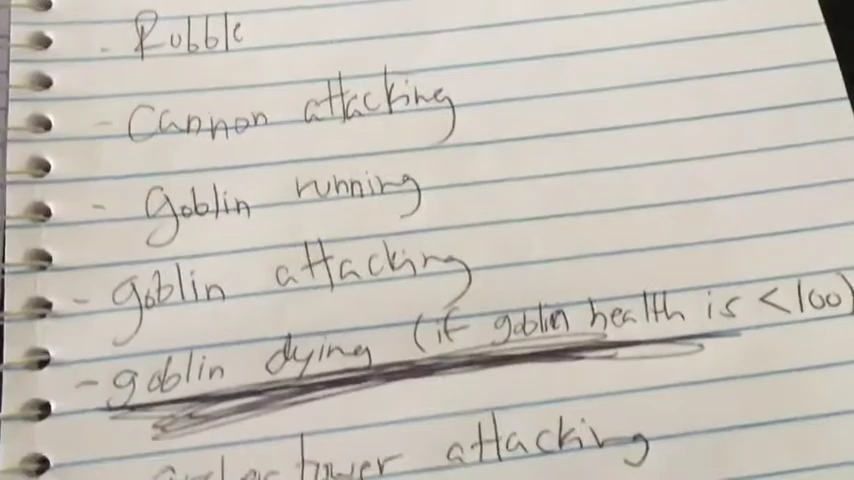 - Rubble
- Cannon attacking
- Goblin running
- goblin attacking
- goblin dying (if goblin health is <100)
tower attacking